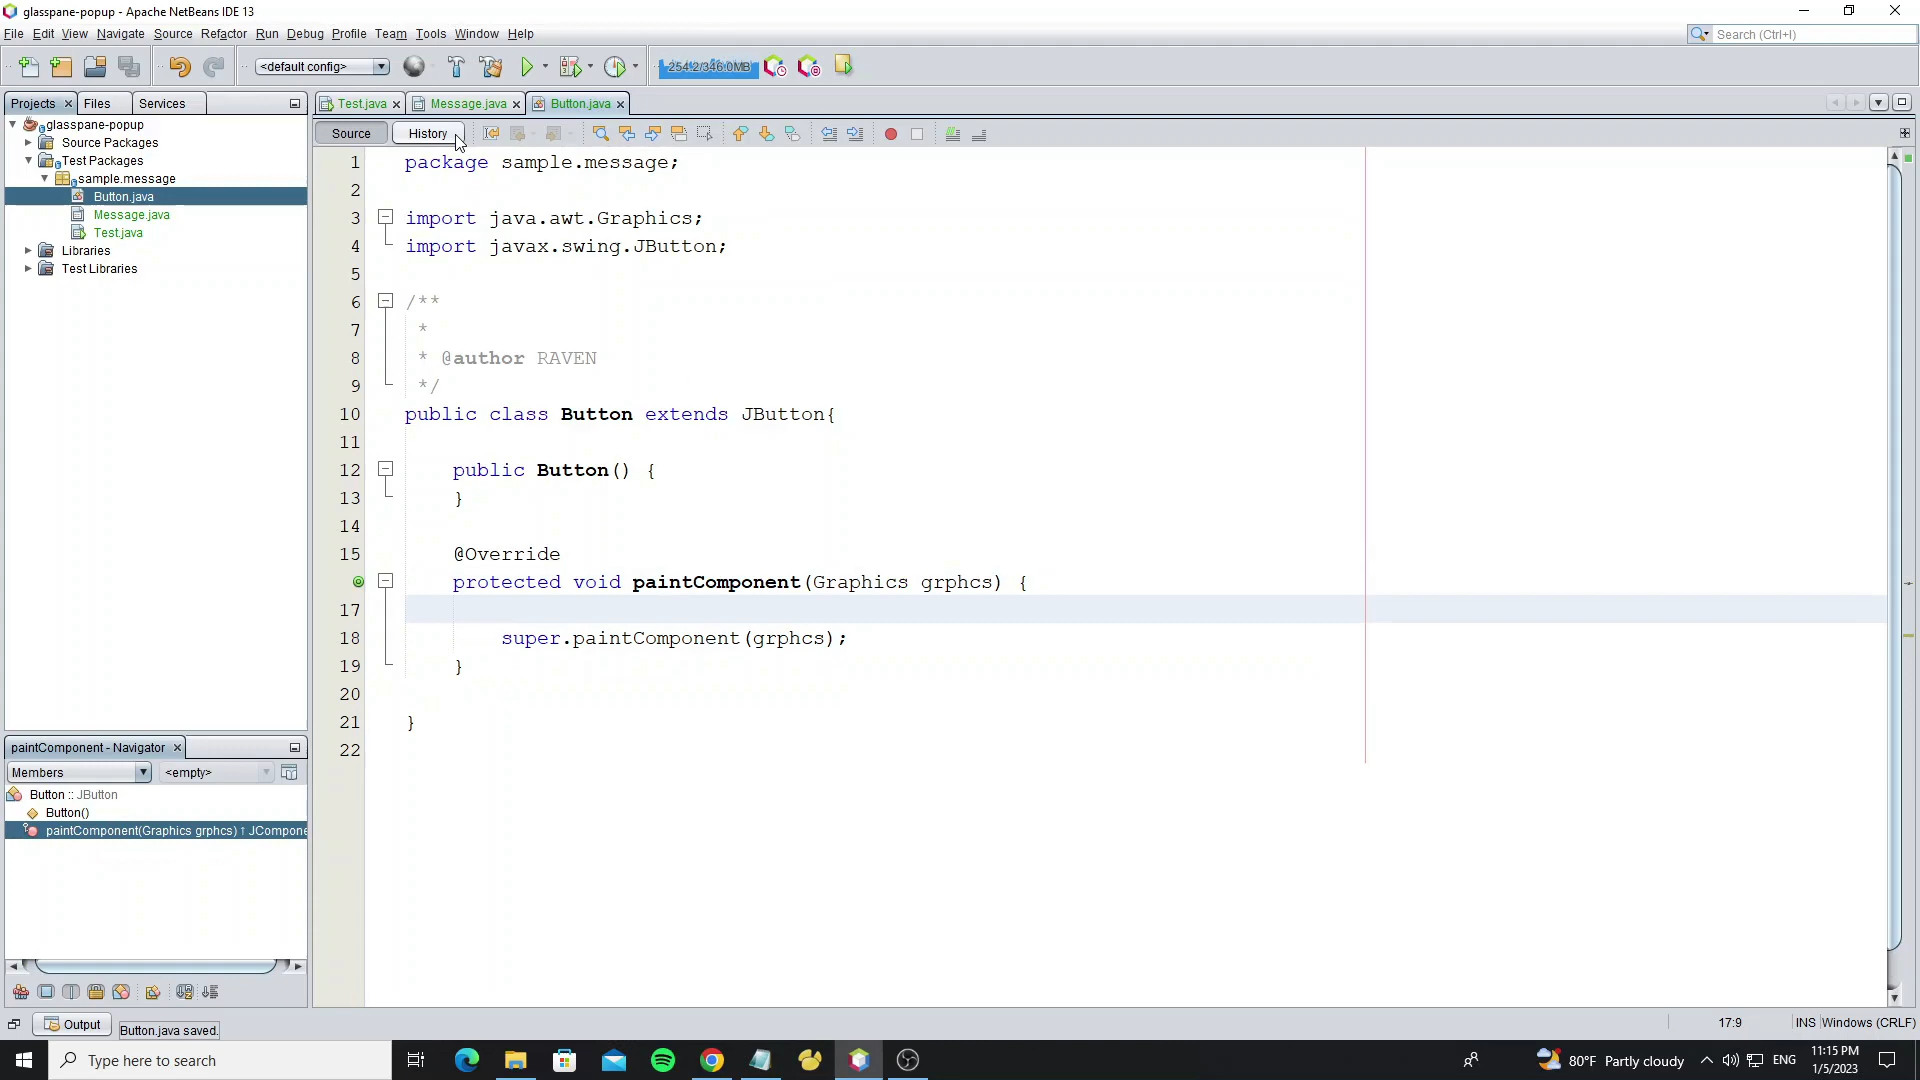 glasspane-popup - Apache NetBeans IDE 13
File Edit View Navigate Source Refactor Run Debug Profile Team Tools Window Help
Search (Ctrl+I)
<default config>
254.2/346.0MB
Projects Files Services
Test.java Message.java Button.java
glasspane-popup
Source Packages
Test Packages
sample.message
Button.java
Message.java
Test.java
Libraries
Test Libraries
Source History
1 package sample.message;
2
3 import java.awt.Graphics;
4 import javax.swing.JButton;
5
6 /**
7 *
8 * @author RAVEN
9 */
10 public class Button extends JButton{
11
12 public Button() {
13 }
14
15 @Override
protected void paintComponent(Graphics grphcs) {
17
18 super.paintComponent(grphcs);
19 }
20
21 }
22
paintComponent - Navigator
Members <empty>
Button :: JButton
Button()
paintComponent(Graphics grphcs) ↑ JCompone
Output Button.java saved.
17:9 INS Windows (CRLF)
Type here to search
80°F Partly cloudy ENG 11:15 PM
1/5/2023